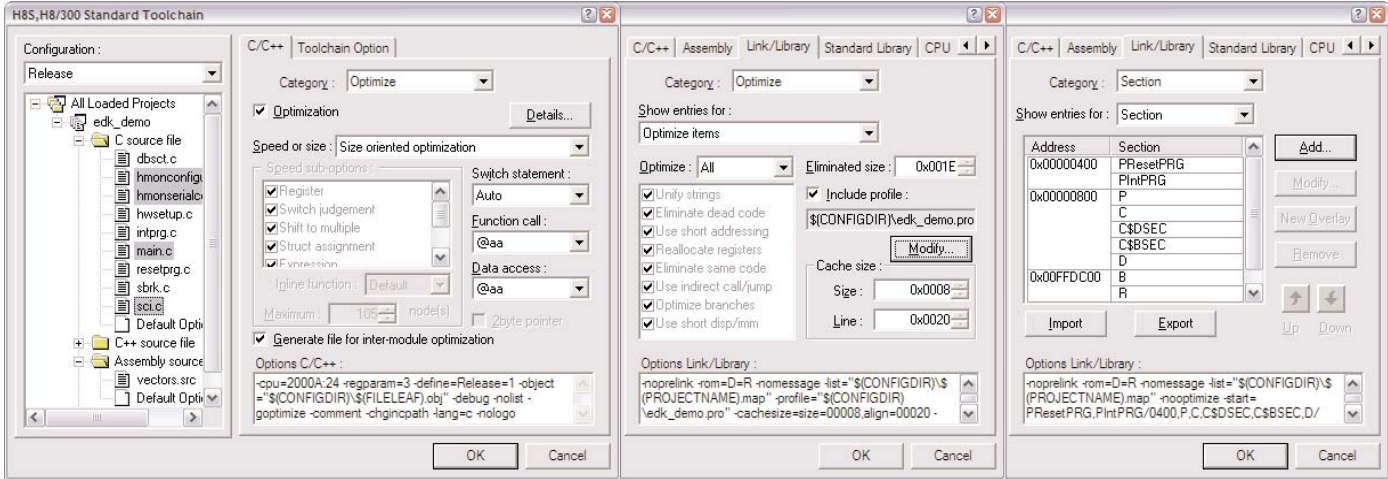 H8S,H8/300 Standard Toolchain
Configuration :
Release
All Loaded Projects
edk_demo
C source file
dbsct.c
hmonconfigu
hmonserialco
hwsetup.c
intprg.c
main.c
resetprg.c
sbrk.c
sci.c
Default Opti
C++ source file
Assembly source
vectors.src
Default Opti
C/C++ Toolchain Option
Category : Optimize
Optimization Details...
Speed or size : Size oriented optimization
Speed sub-options :
Register
Switch judgement
Shift to multiple
Struct assignment
Expression
Switch statement :
Auto
Function call :
@aa
Data access :
@aa
Inline function : Default
Maximum : 105 node(s)
2byte pointer
Generate file for inter-module optimization
Options C/C++ :
-cpu=2000A:24 -regparam=3 -define=Release=1 -object
="$(CONFIGDIR)\$(FILELEAF).obj" -debug -nolist -
goptimize -comment -chgincpath -lang=c -nologo
OK Cancel
C/C++ Assembly Link/Library Standard Library CPU
Category : Optimize
Show entries for :
Optimize items
Optimize : All
Unify strings
Eliminate dead code
Use short addressing
Reallocate registers
Eliminate same code
Use indirect call/jump
Optimize branches
Use short disp/imm
Eliminated size : 0x001E
Include profile :
$(CONFIGDIR)\edk_demo.pro
Modify...
Cache size :
Size : 0x0008
Line : 0x0020
Options Link/Library :
-noprelink -rom=D=R -nomessage -list="$(CONFIGDIR)\$
(PROJECTNAME).map" -profile="$(CONFIGDIR)
\edk_demo.pro" -cachesize=size=00008,align=00020 -
OK Cancel
C/C++ Assembly Link/Library Standard Library CPU
Category : Section
Show entries for : Section
Address Section
0x00000400 PResetPRG
PIntPRG
0x00000800 P
C
C$DSEC
C$BSEC
D
0x00FFDC00 B
R
Add...
Modify...
New Overlay
Remove
Up Down
Import Export
Options Link/Library :
-noprelink -rom=D=R -nomessage -list="$(CONFIGDIR)\$
(PROJECTNAME).map" -nooptimize -start=
PResetPRG,PIntPRG/0400,P,C,C$DSEC,C$BSEC,D/
OK Cancel